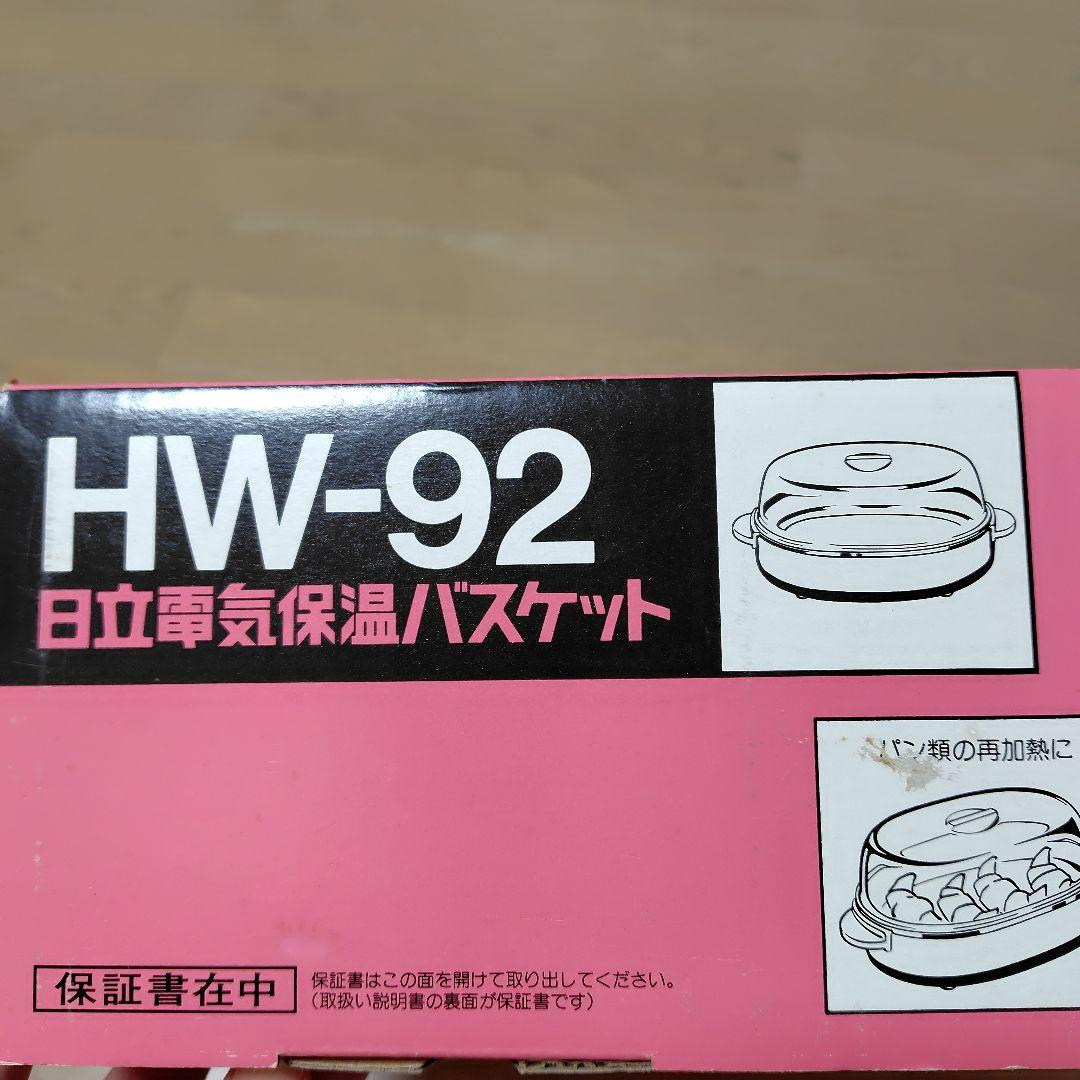 HW-92
日立電気保温バスケット
パン類の再加熱に
保証書在中
保証書はこの面を開けて取り出してください。
(取扱い説明書の裏面が保証書です)